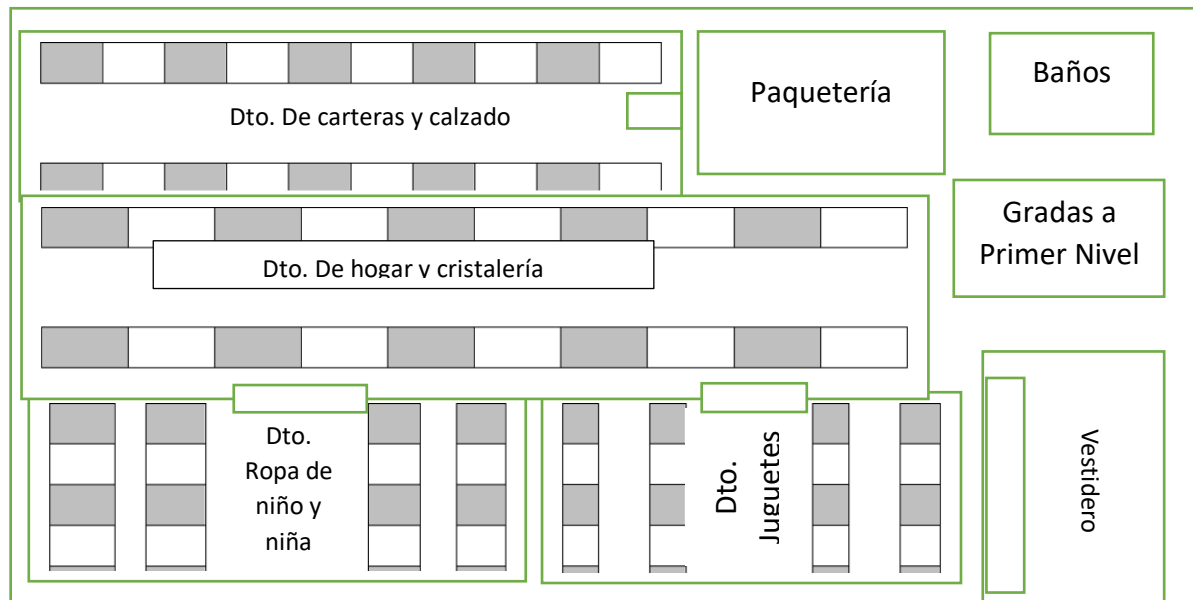 Dto. De carteras y calzado
Paquetería
Baños
Gradas a
Primer Nivel
Dto. De hogar y cristalería
Dto.
Ropa de
niño y
niña
Dto.
Juguetes
Vestidero